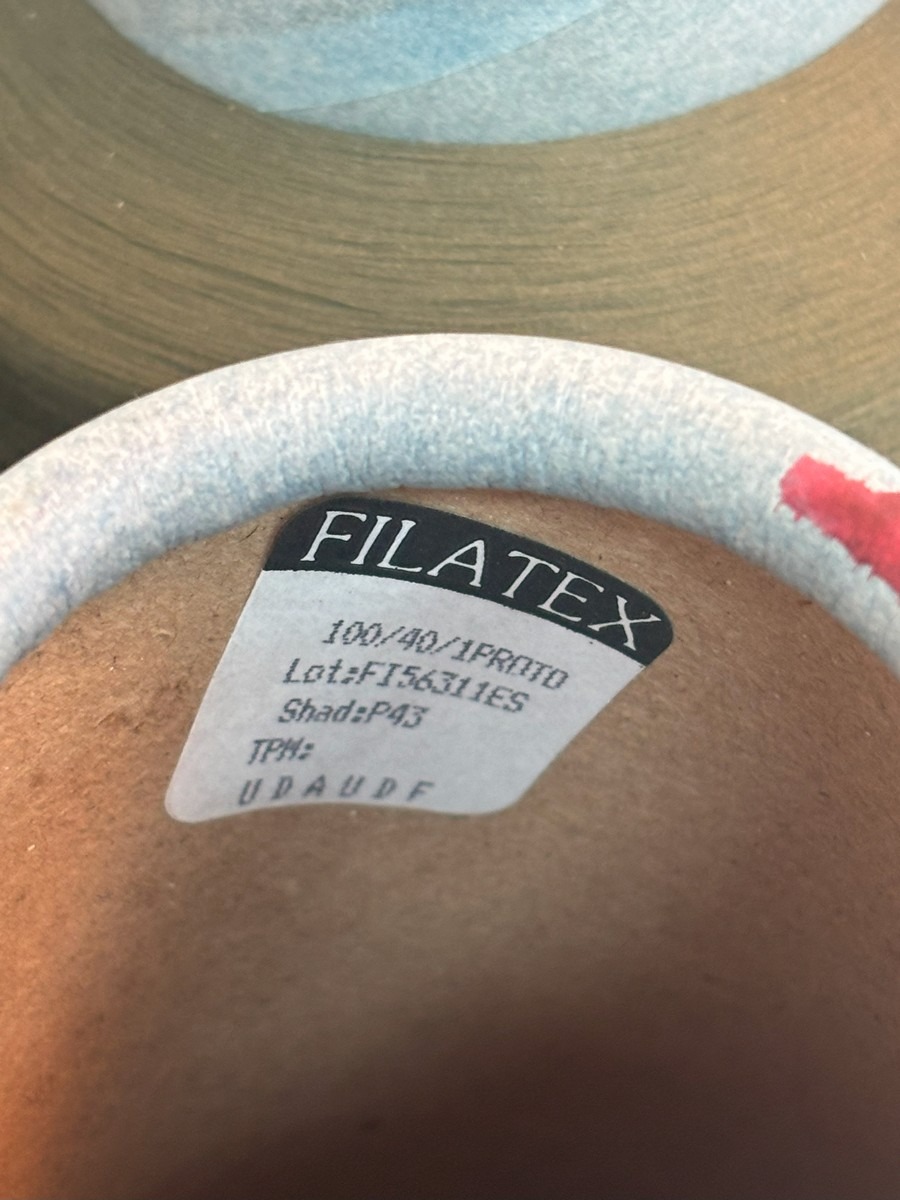 FILATEX
100/40/1PROTO
Lot:FI56311ES
Shad:P43
TPM:
U D A U D F